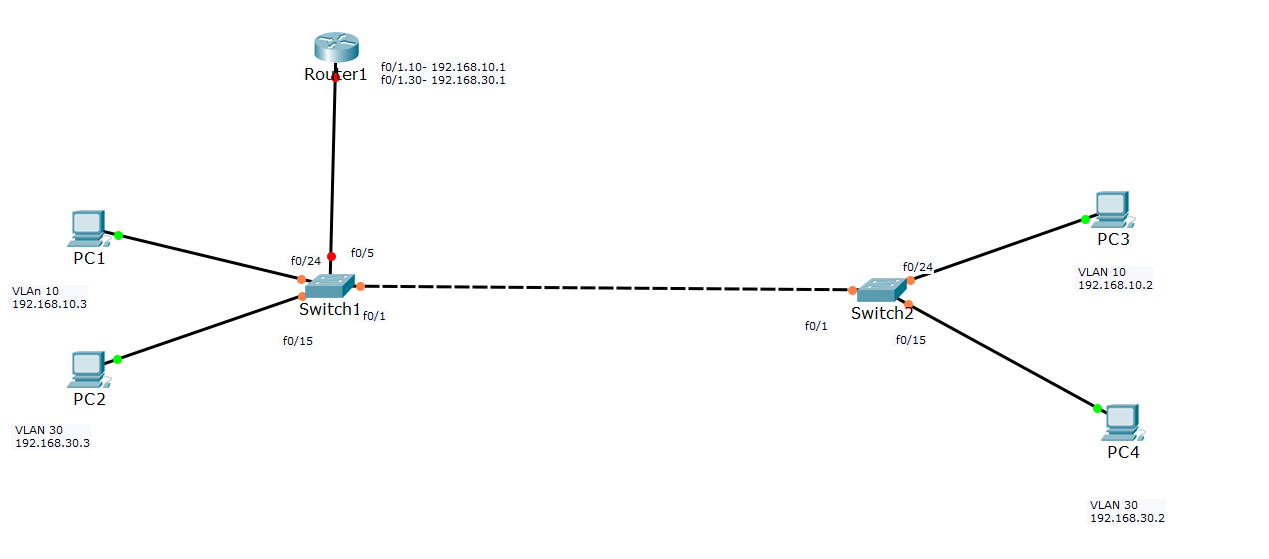 Router1
f0/1.10- 192.168.10.1
f0/1.30- 192.168.30.1
PC1
VLAn 10
192.168.10.3
f0/24
f0/5
Switch1
f0/1
f0/15
PC2
VLAN 30
192.168.30.3
f0/24
Switch2
f0/1
f0/15
PC3
VLAN 10
192.168.10.2
PC4
VLAN 30
192.168.30.2